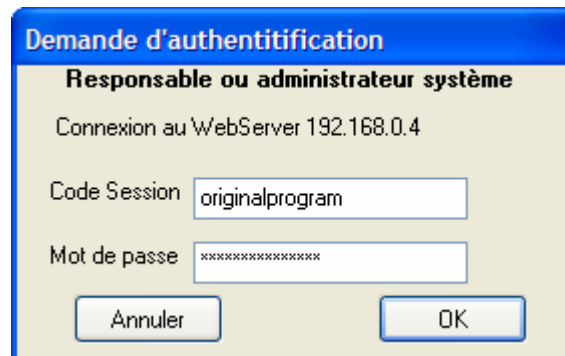 Demande d'authentitification
Responsable ou administrateur système
Connexion au WebServer 192.168.0.4
Code Session originalprogram
Mot de passe ×××××××××××××××
Annuler OK